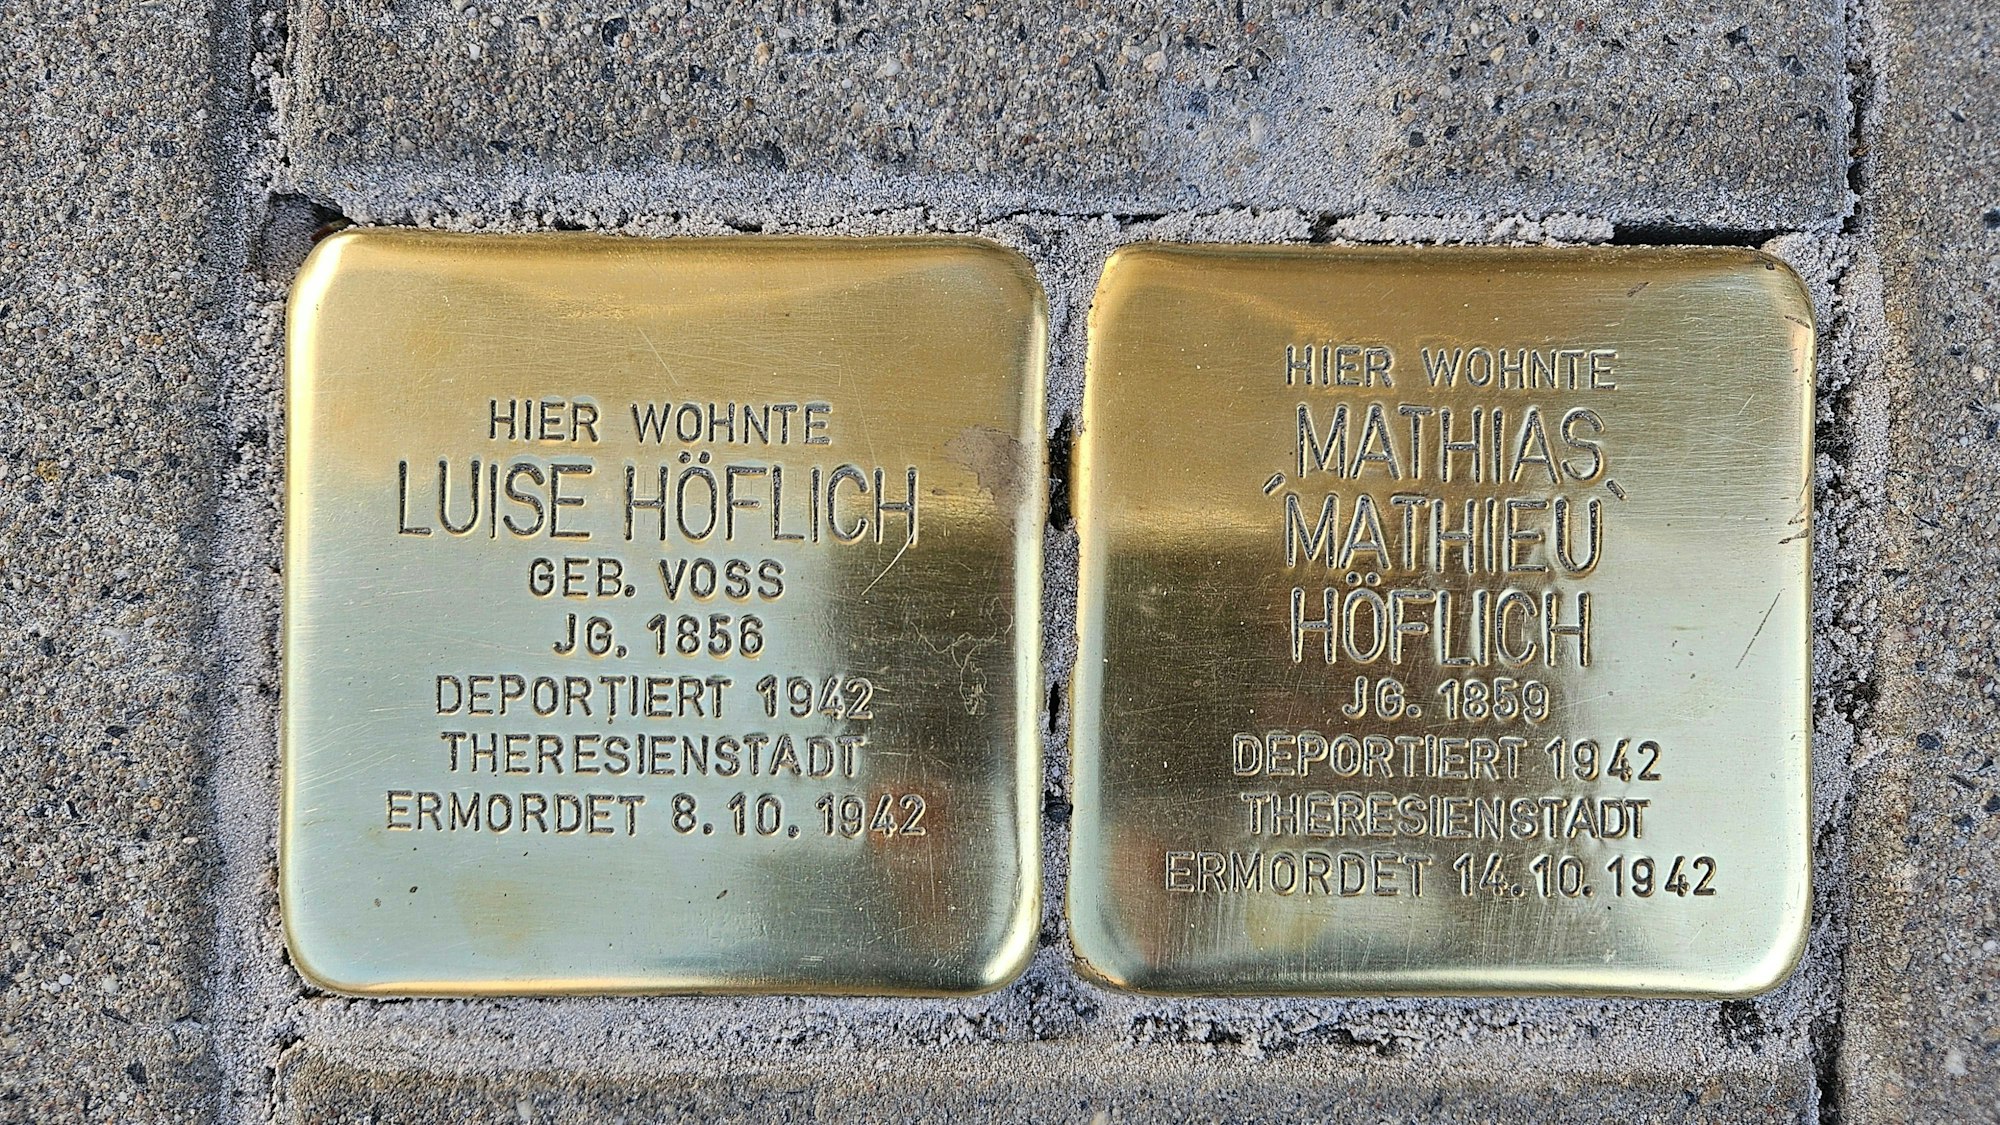 HIER WOHNTE
LUISE HÖFLICH
GEB. VOSS
JG. 1856
DEPORTIERT 1942
THERESIENSTADT
ERMORDET 8.10.1942
HIER WOHNTE
MATHIAS
´MATHIEU`
HÖFLICH
JG. 1859
DEPORTIERT 1942
THERESIENSTADT
ERMORDET 14.10.1942